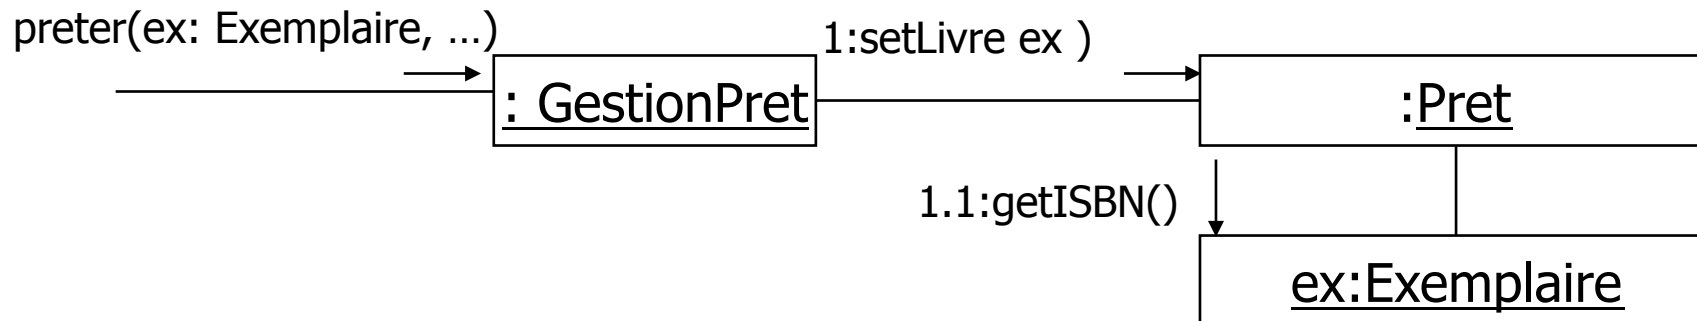 preter(ex: Exemplaire, …)
1:setLivre ex )
: GestionPret
:Pret
1.1:getISBN()
ex:Exemplaire